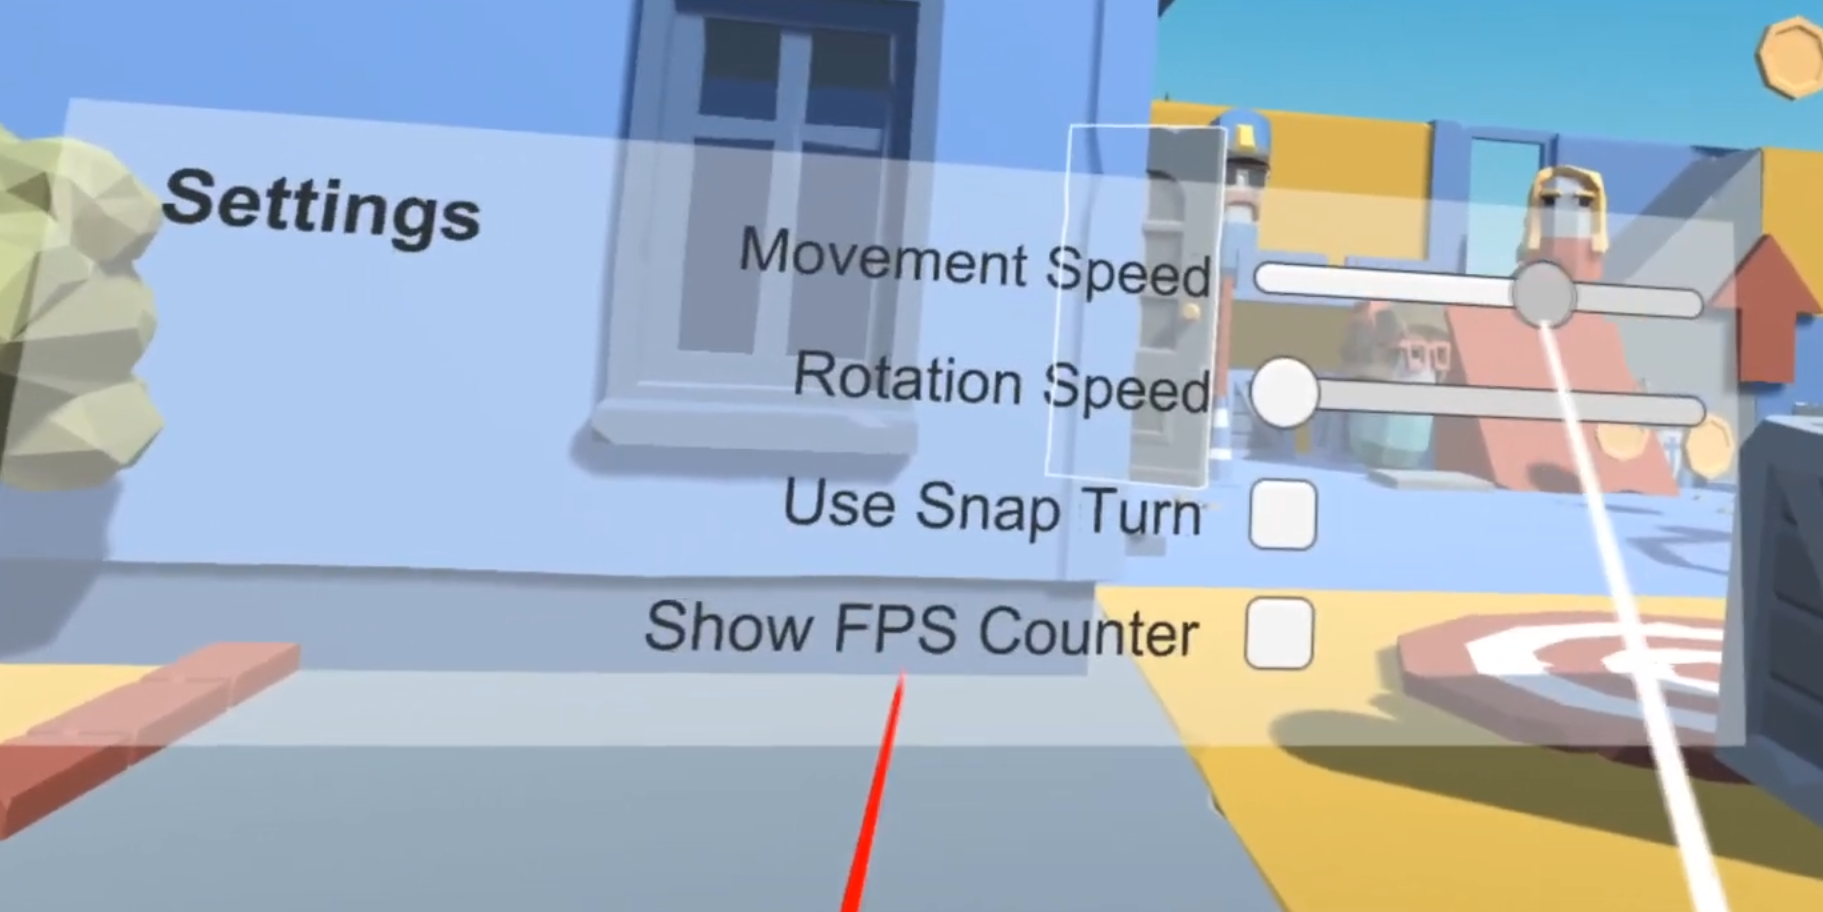 Settings
Movement Speed
Rotation Speed
Use Snap Turn
Show FPS Counter